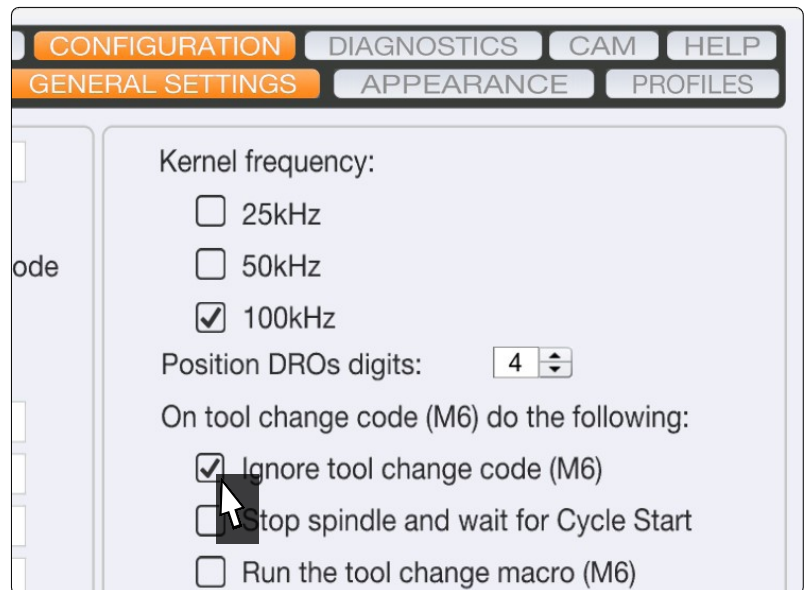 CONFIGURATION DIAGNOSTICS CAM HELP
GENERAL SETTINGS APPEARANCE PROFILES
Kernel frequency:
25kHz
ode
50kHz
100kHz
Position DROs digits: 4
On tool change code (M6) do the following:
Ignore tool change code (M6)
Stop spindle and wait for Cycle Start
Run the tool change macro (M6)